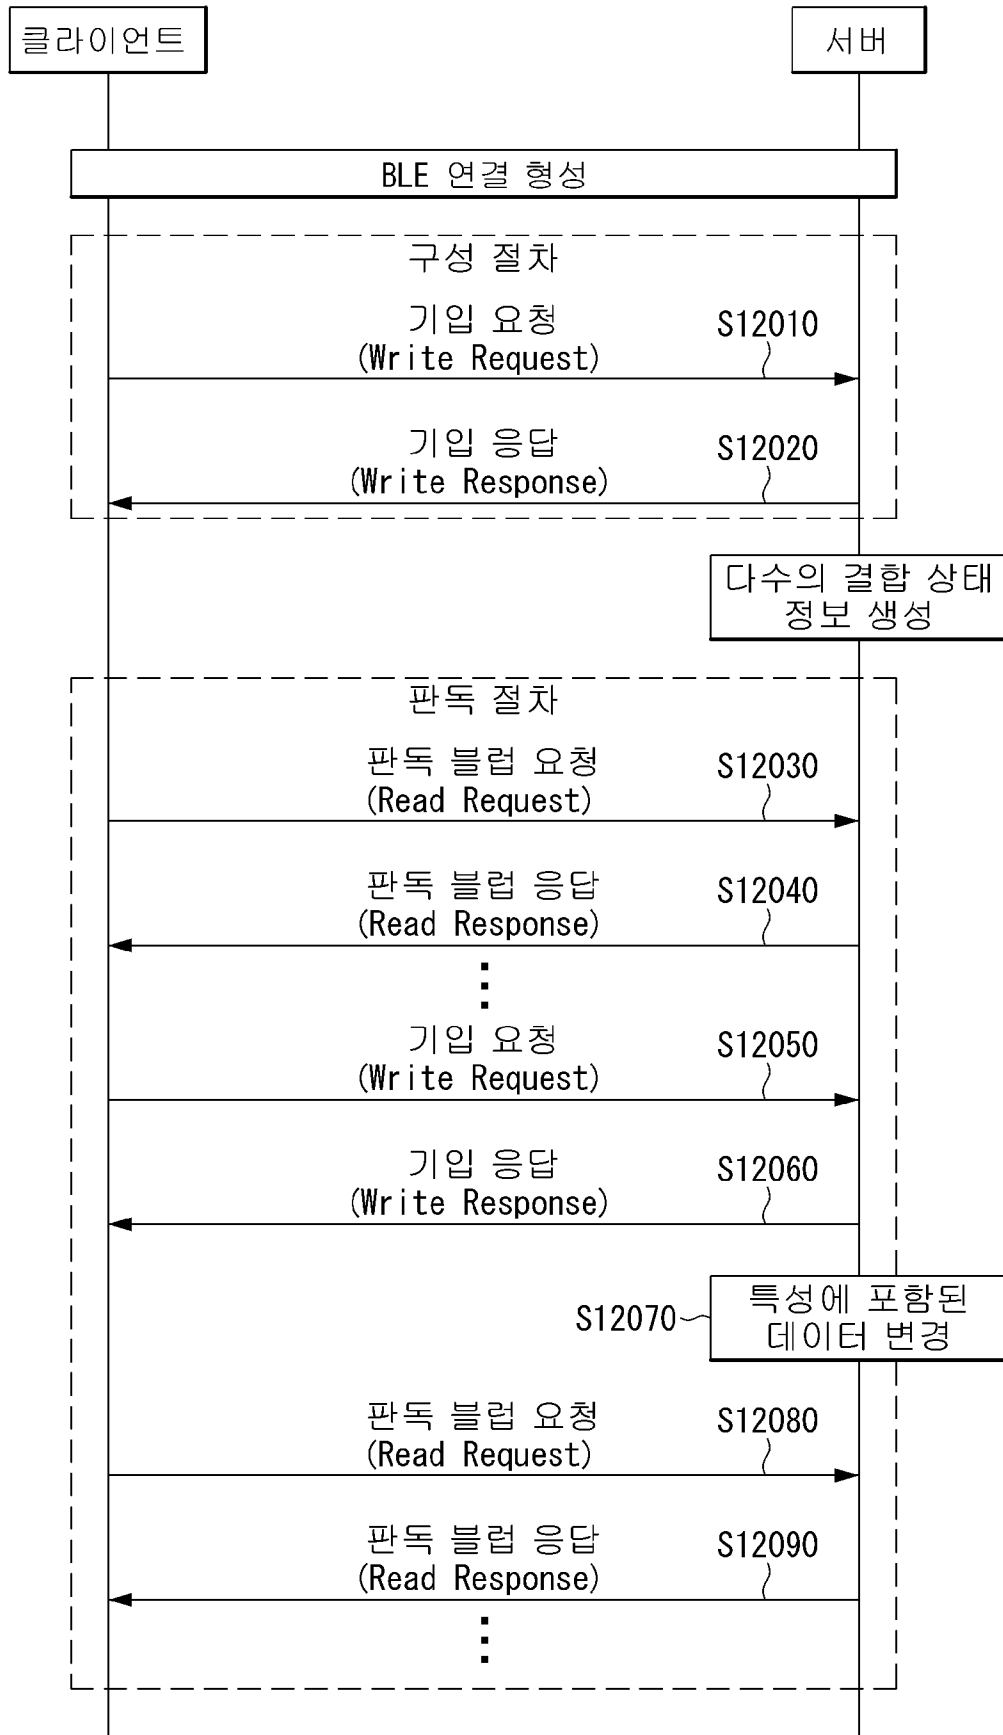 클라이언트
서버
BLE 연결 형성
구성 절차
기입 요청
S12010
(Write Request)
기입 응답
S12020
(Write Response)
다수의 결합 상태
정보 생성
판독 절차
판독 블럽 요청
S12030
(Read Request)
판독 블럽 응답
S12040
(Read Response)
기입 요청
S12050
(Write Request)
기입 응답
S12060
(Write Response)
특성에 포함된
S12070
데이터 변경
판독 블럽 요청
S12080
(Read Request)
판독 블럽 응답
S12090
(Read Response)